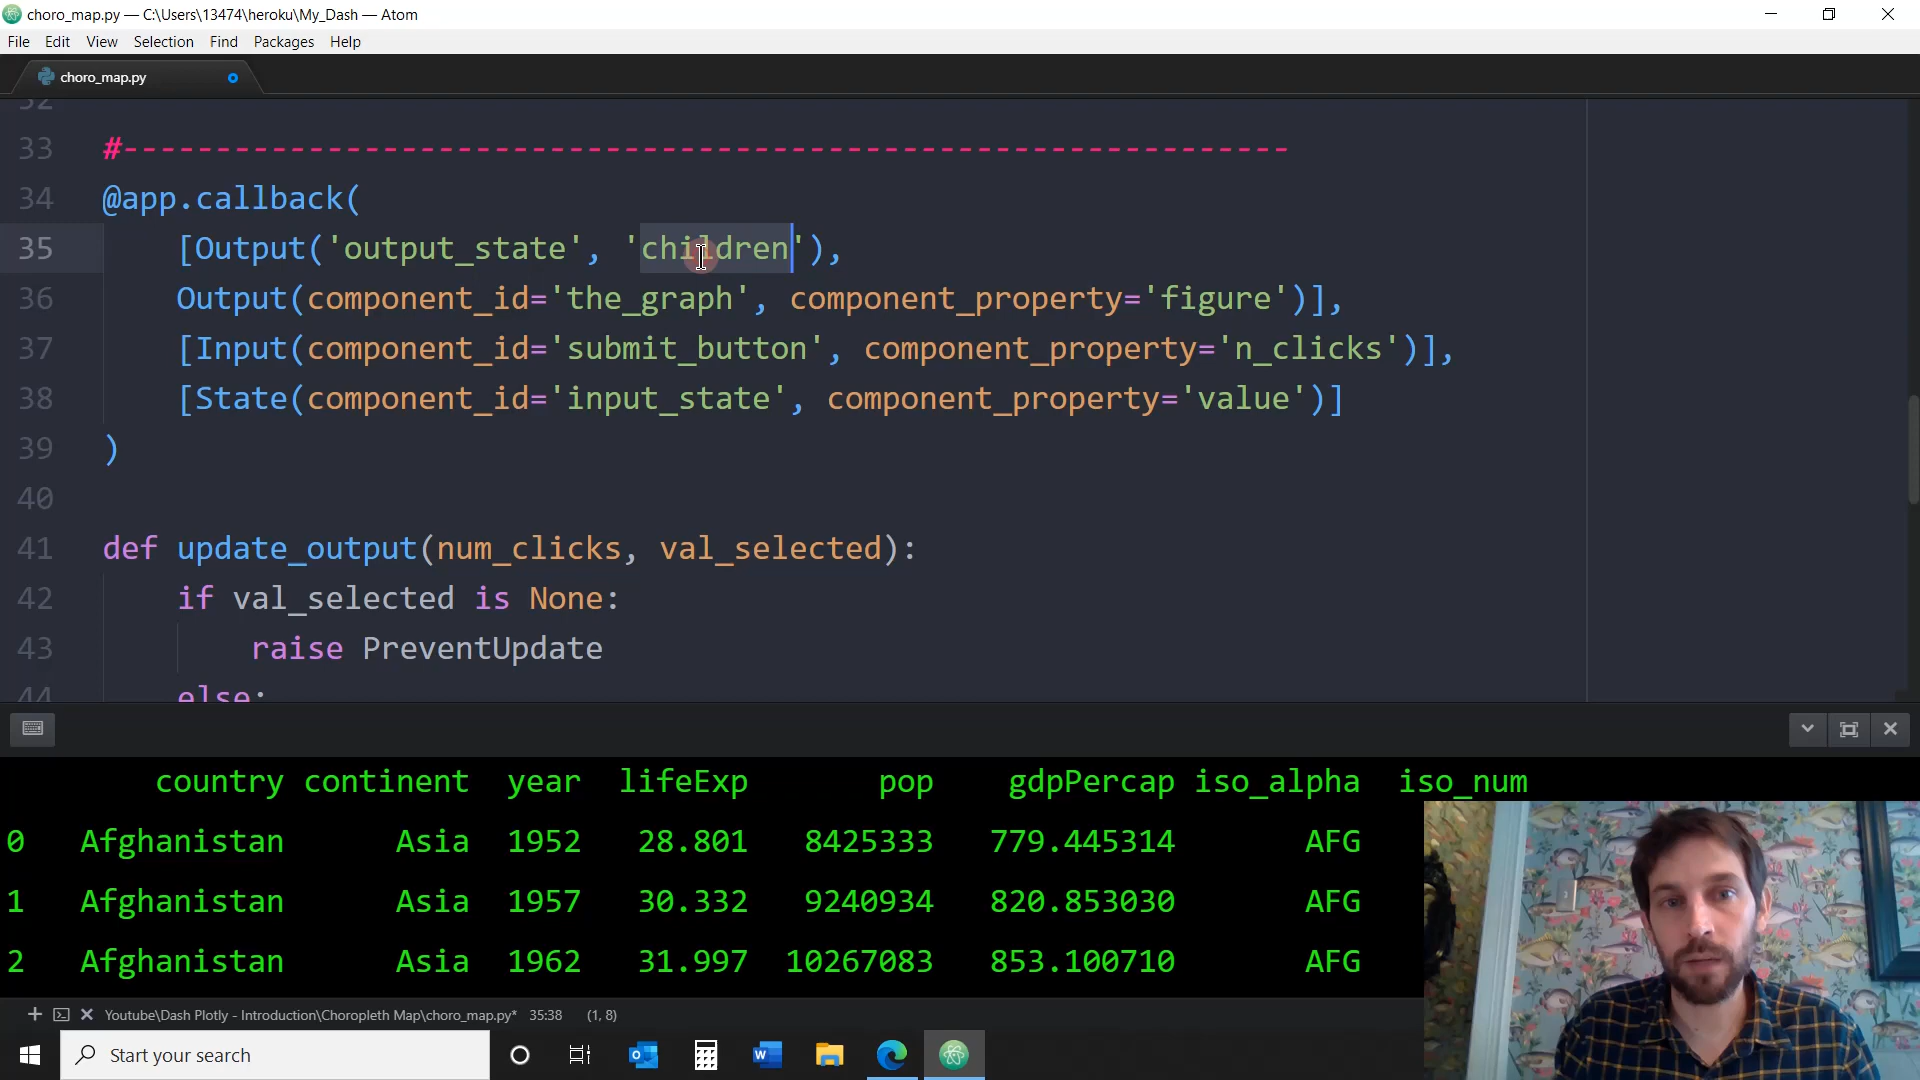 choro_map.py — C:\Users\13474\heroku\My_Dash — Atom
File Edit View Selection Find Packages Help
choro_map.py
32
33 #---------------------------------------------------------------
34 @app.callback(
35 [Output('output_state', 'children'),
36 Output(component_id='the_graph', component_property='figure')],
37 [Input(component_id='submit_button', component_property='n_clicks')],
38 [State(component_id='input_state', component_property='value')]
39 )
40
41 def update_output(num_clicks, val_selected):
42 if val_selected is None:
43 raise PreventUpdate
44 else:
country continent year lifeExp pop gdpPercap iso_alpha iso_num
0 Afghanistan Asia 1952 28.801 8425333 779.445314 AFG
1 Afghanistan Asia 1957 30.332 9240934 820.853030 AFG
2 Afghanistan Asia 1962 31.997 10267083 853.100710 AFG
Youtube\Dash Plotly - Introduction\Choropleth Map\choro_map.py* 35:38 (1, 8)
Start your search